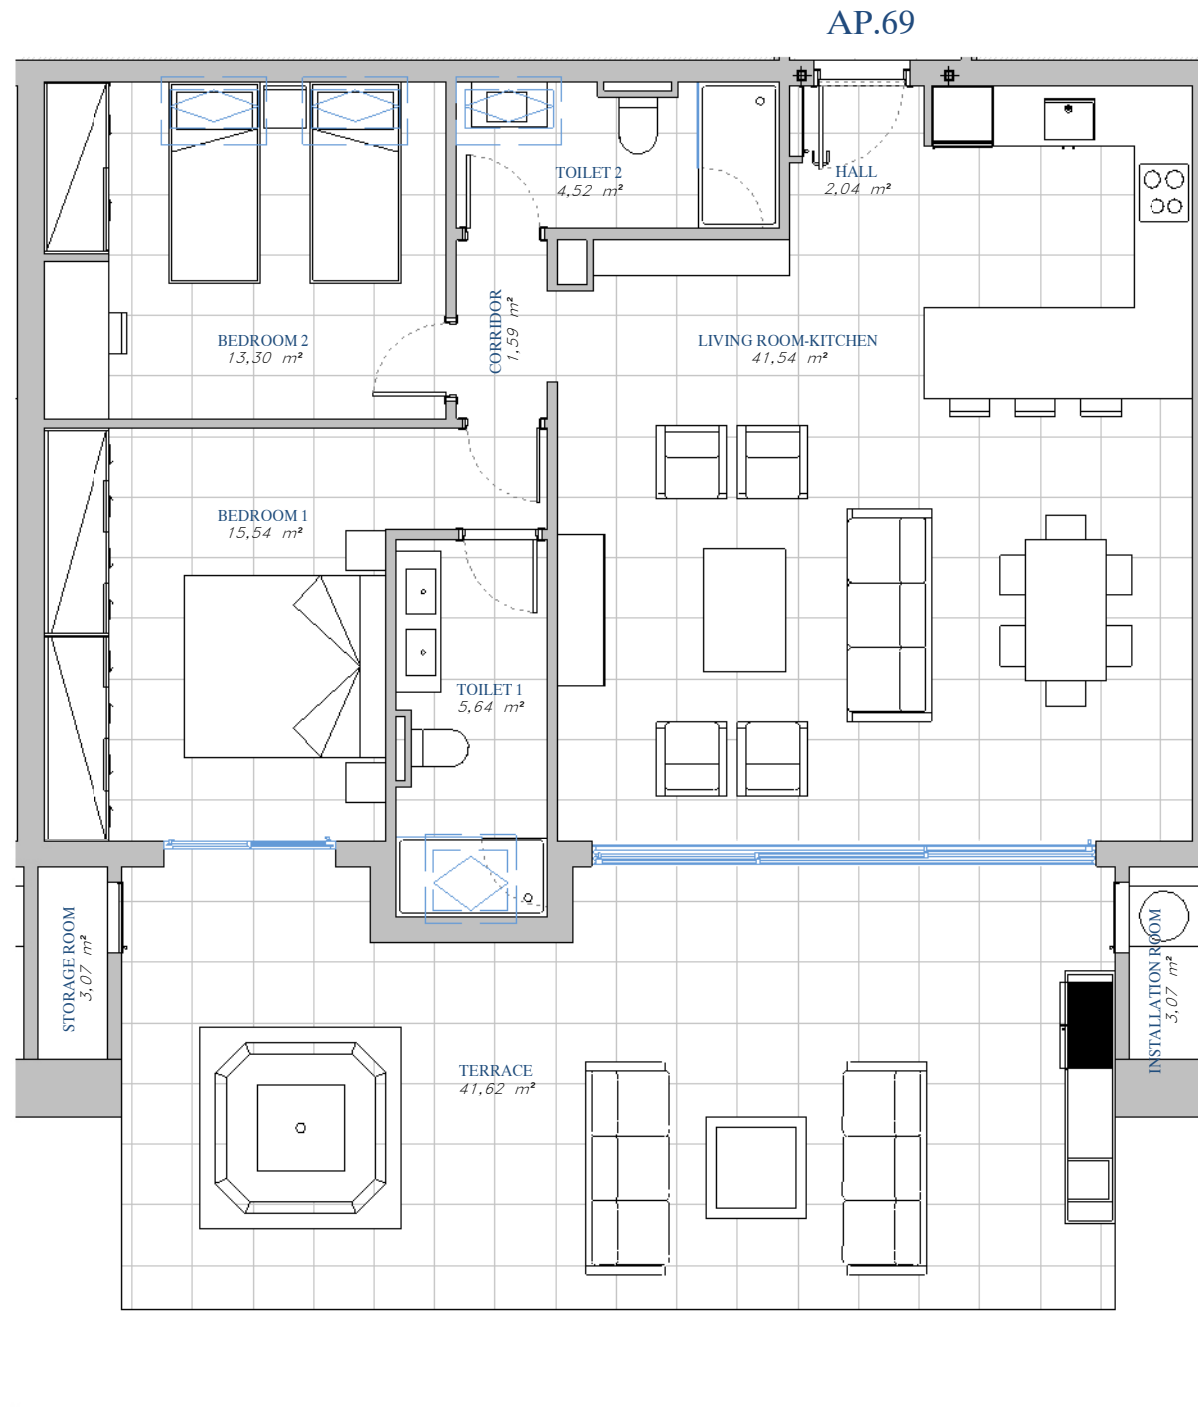 AP.69
TOILET 2
4,52 m²
HALL
2,04 m²
BEDROOM 2
13,30 m²
CORRIDOR
1,59 m²
LIVING ROOM-KITCHEN
41,54 m²
BEDROOM 1
15,54 m²
TOILET 1
5,64 m²
STORAGE ROOM
3,07 m²
INSTALLATION ROOM
3,07 m²
TERRACE
41,62 m²